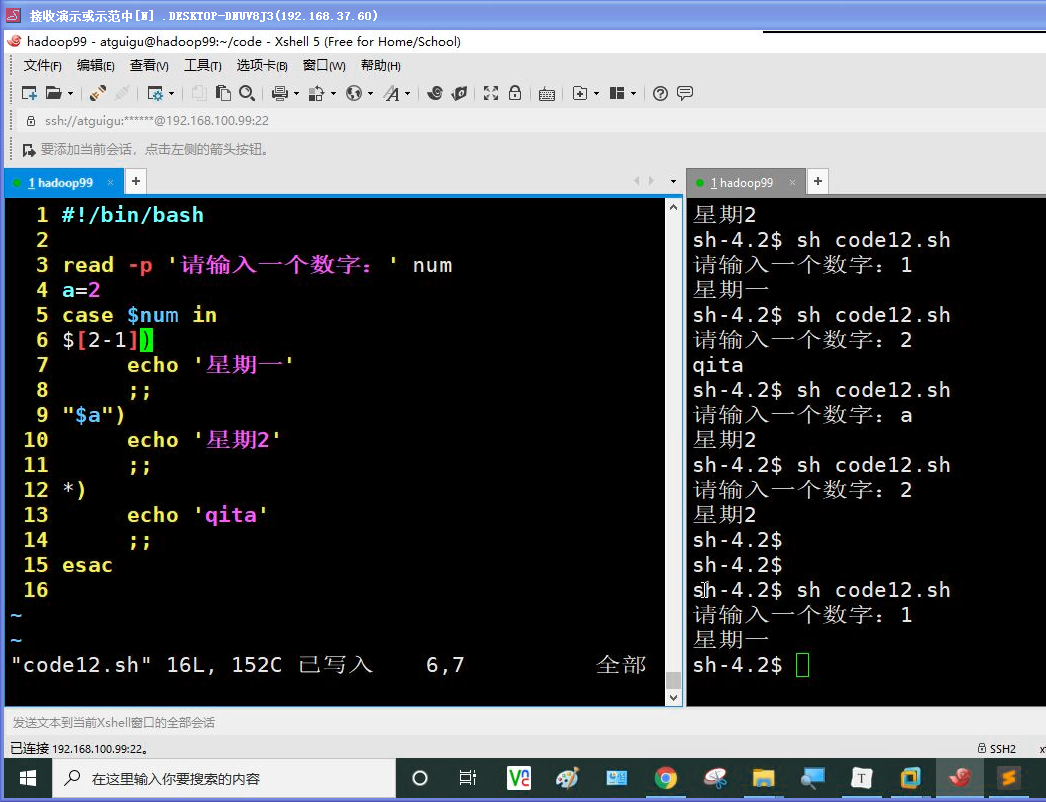 接收演示或示范中[N] .DESKTOP-DNUV8J3(192.168.37.60)
hadoop99 - atguigu@hadoop99:~/code - Xshell 5 (Free for Home/School)
文件(F) 编辑(E) 查看(V) 工具(T) 选项卡(B) 窗口(W) 帮助(H)
ssh://atguigu:******@192.168.100.99:22
要添加当前会话，点击左侧的箭头按钮。
1 hadoop99 × +
1 #!/bin/bash
2
3 read -p '请输入一个数字：' num
4 a=2
5 case $num in
6 $[2-1])
7 echo '星期一'
8 ;;
9 "$a")
10 echo '星期2'
11 ;;
12 *)
13 echo 'qita'
14 ;;
15 esac
16
~
~
"code12.sh" 16L, 152C 已写入 6,7 全部
1 hadoop99 × +
星期2
sh-4.2$ sh code12.sh
请输入一个数字：1
星期一
sh-4.2$ sh code12.sh
请输入一个数字：2
qita
sh-4.2$ sh code12.sh
请输入一个数字：a
星期2
sh-4.2$ sh code12.sh
请输入一个数字：2
星期2
sh-4.2$
sh-4.2$
sh-4.2$ sh code12.sh
请输入一个数字：1
星期一
sh-4.2$
发送文本到当前Xshell窗口的全部会话
已连接 192.168.100.99:22。 SSH2
在这里输入你要搜索的内容